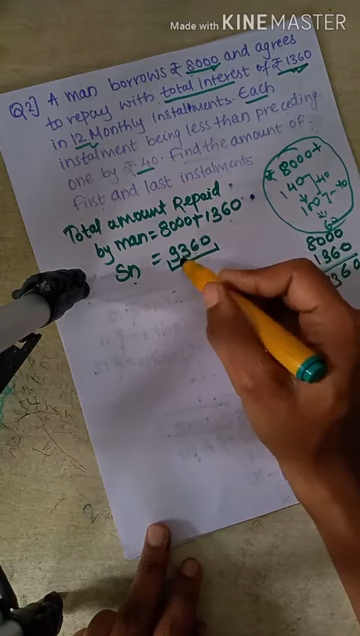 Made with KINEMASTER
Q2] A man borrows ₹ 8000 and agrees
to repay with total interest of ₹ 1360
in 12 Monthly Instalments. Each
instalment being less than preceding
one by ₹ 40. Find the amount of
first and last instalments
Total amount Repaid
by man = 8000 + 1360.
Sn = 9360
₹ 8000+
8000
1360